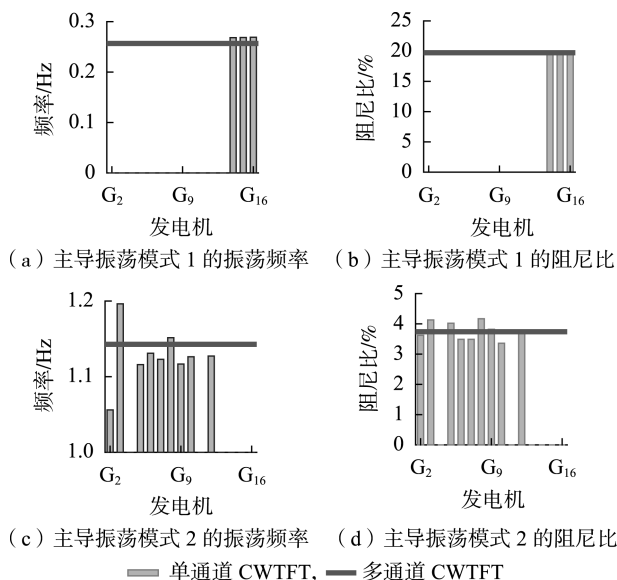 0.3
0.2
0.1
0
频率/Hz
G2 G9 G16
发电机
(a)主导振荡模式 1 的振荡频率
25
20
15
10
5
0
阻尼比/%
G2 G9 G16
发电机
(b)主导振荡模式 1 的阻尼比
1.2
1.1
1.0
频率/Hz
G2 G9 G16
发电机
(c)主导振荡模式 2 的振荡频率
5
4
3
2
1
0
阻尼比/%
G2 G9 G16
发电机
(d)主导振荡模式 2 的阻尼比
单通道 CWTFT, 多通道 CWTFT